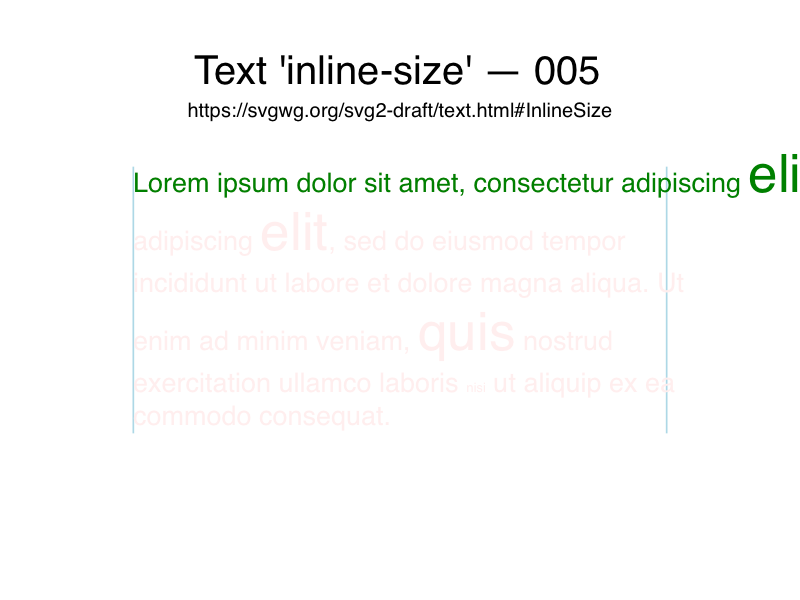 Text 'inline-size' — 005
https://svgwg.org/svg2-draft/text.html#InlineSize
Lorem ipsum dolor sit amet, consectetur adipiscing eli
adipiscing elit, sed do eiusmod tempor
incididunt ut labore et dolore magna aliqua. Ut
enim ad minim veniam, quis nostrud
exercitation ullamco laboris nisi ut aliquip ex ea
commodo consequat.